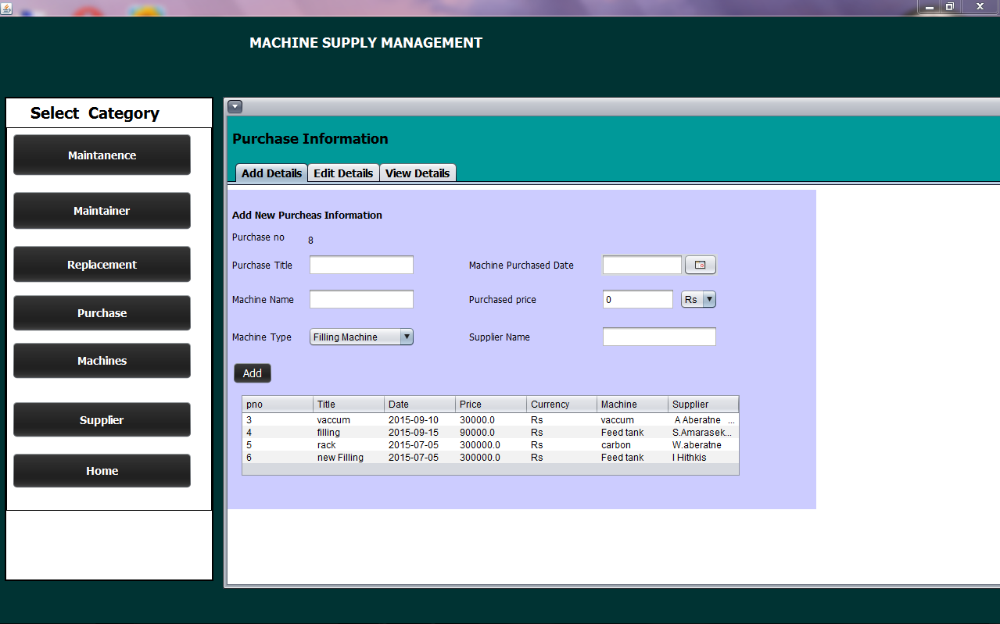 MACHINE SUPPLY MANAGEMENT
Select Category
Maintanence
Maintainer
Replacement
Purchase
Machines
Supplier
Home
Purchase Information
Add Details Edit Details View Details
Add New Purcheas Information
Purchase no 8
Purchase Title Machine Purchased Date
Machine Name Purchased price 0 Rs
Machine Type Filling Machine Supplier Name
Add
pno Title Date Price Currency Machine Supplier
3 vaccum 2015-09-10 30000.0 Rs vaccum A Aberatne ...
4 filling 2015-09-15 90000.0 Rs Feed tank S.Amarasek...
5 rack 2015-07-05 300000.0 Rs carbon W.aberatne
6 new Filling 2015-07-05 300000.0 Rs Feed tank I Hithkis